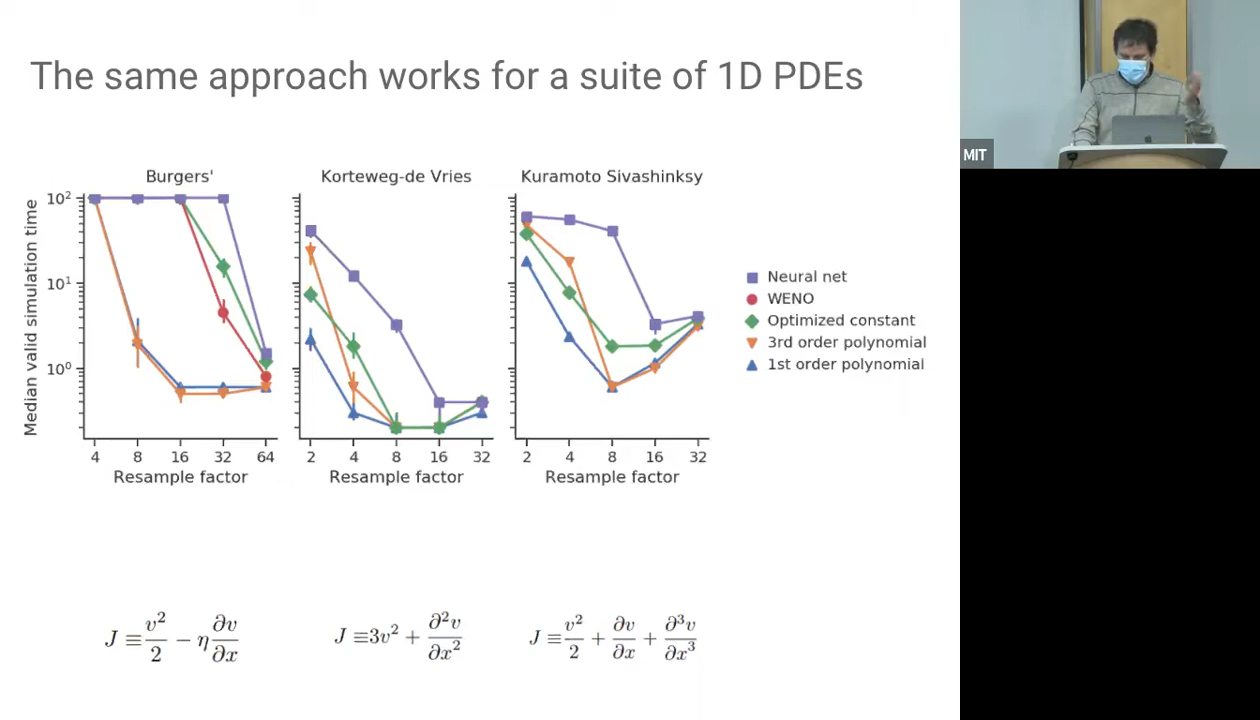 The same approach works for a suite of 1D PDEs
MIT
Burgers'
Korteweg-de Vries
Kuramoto Sivashinksy
Median valid simulation time
10²
10¹
10⁰
4 8 16 32 64
2 4 8 16 32
2 4 8 16 32
Resample factor
Resample factor
Resample factor
Neural net
WENO
Optimized constant
3rd order polynomial
1st order polynomial
J ≡ v²/2 − η ∂v/∂x
J ≡ 3v² + ∂²v/∂x²
J ≡ v²/2 + ∂v/∂x + ∂³v/∂x³